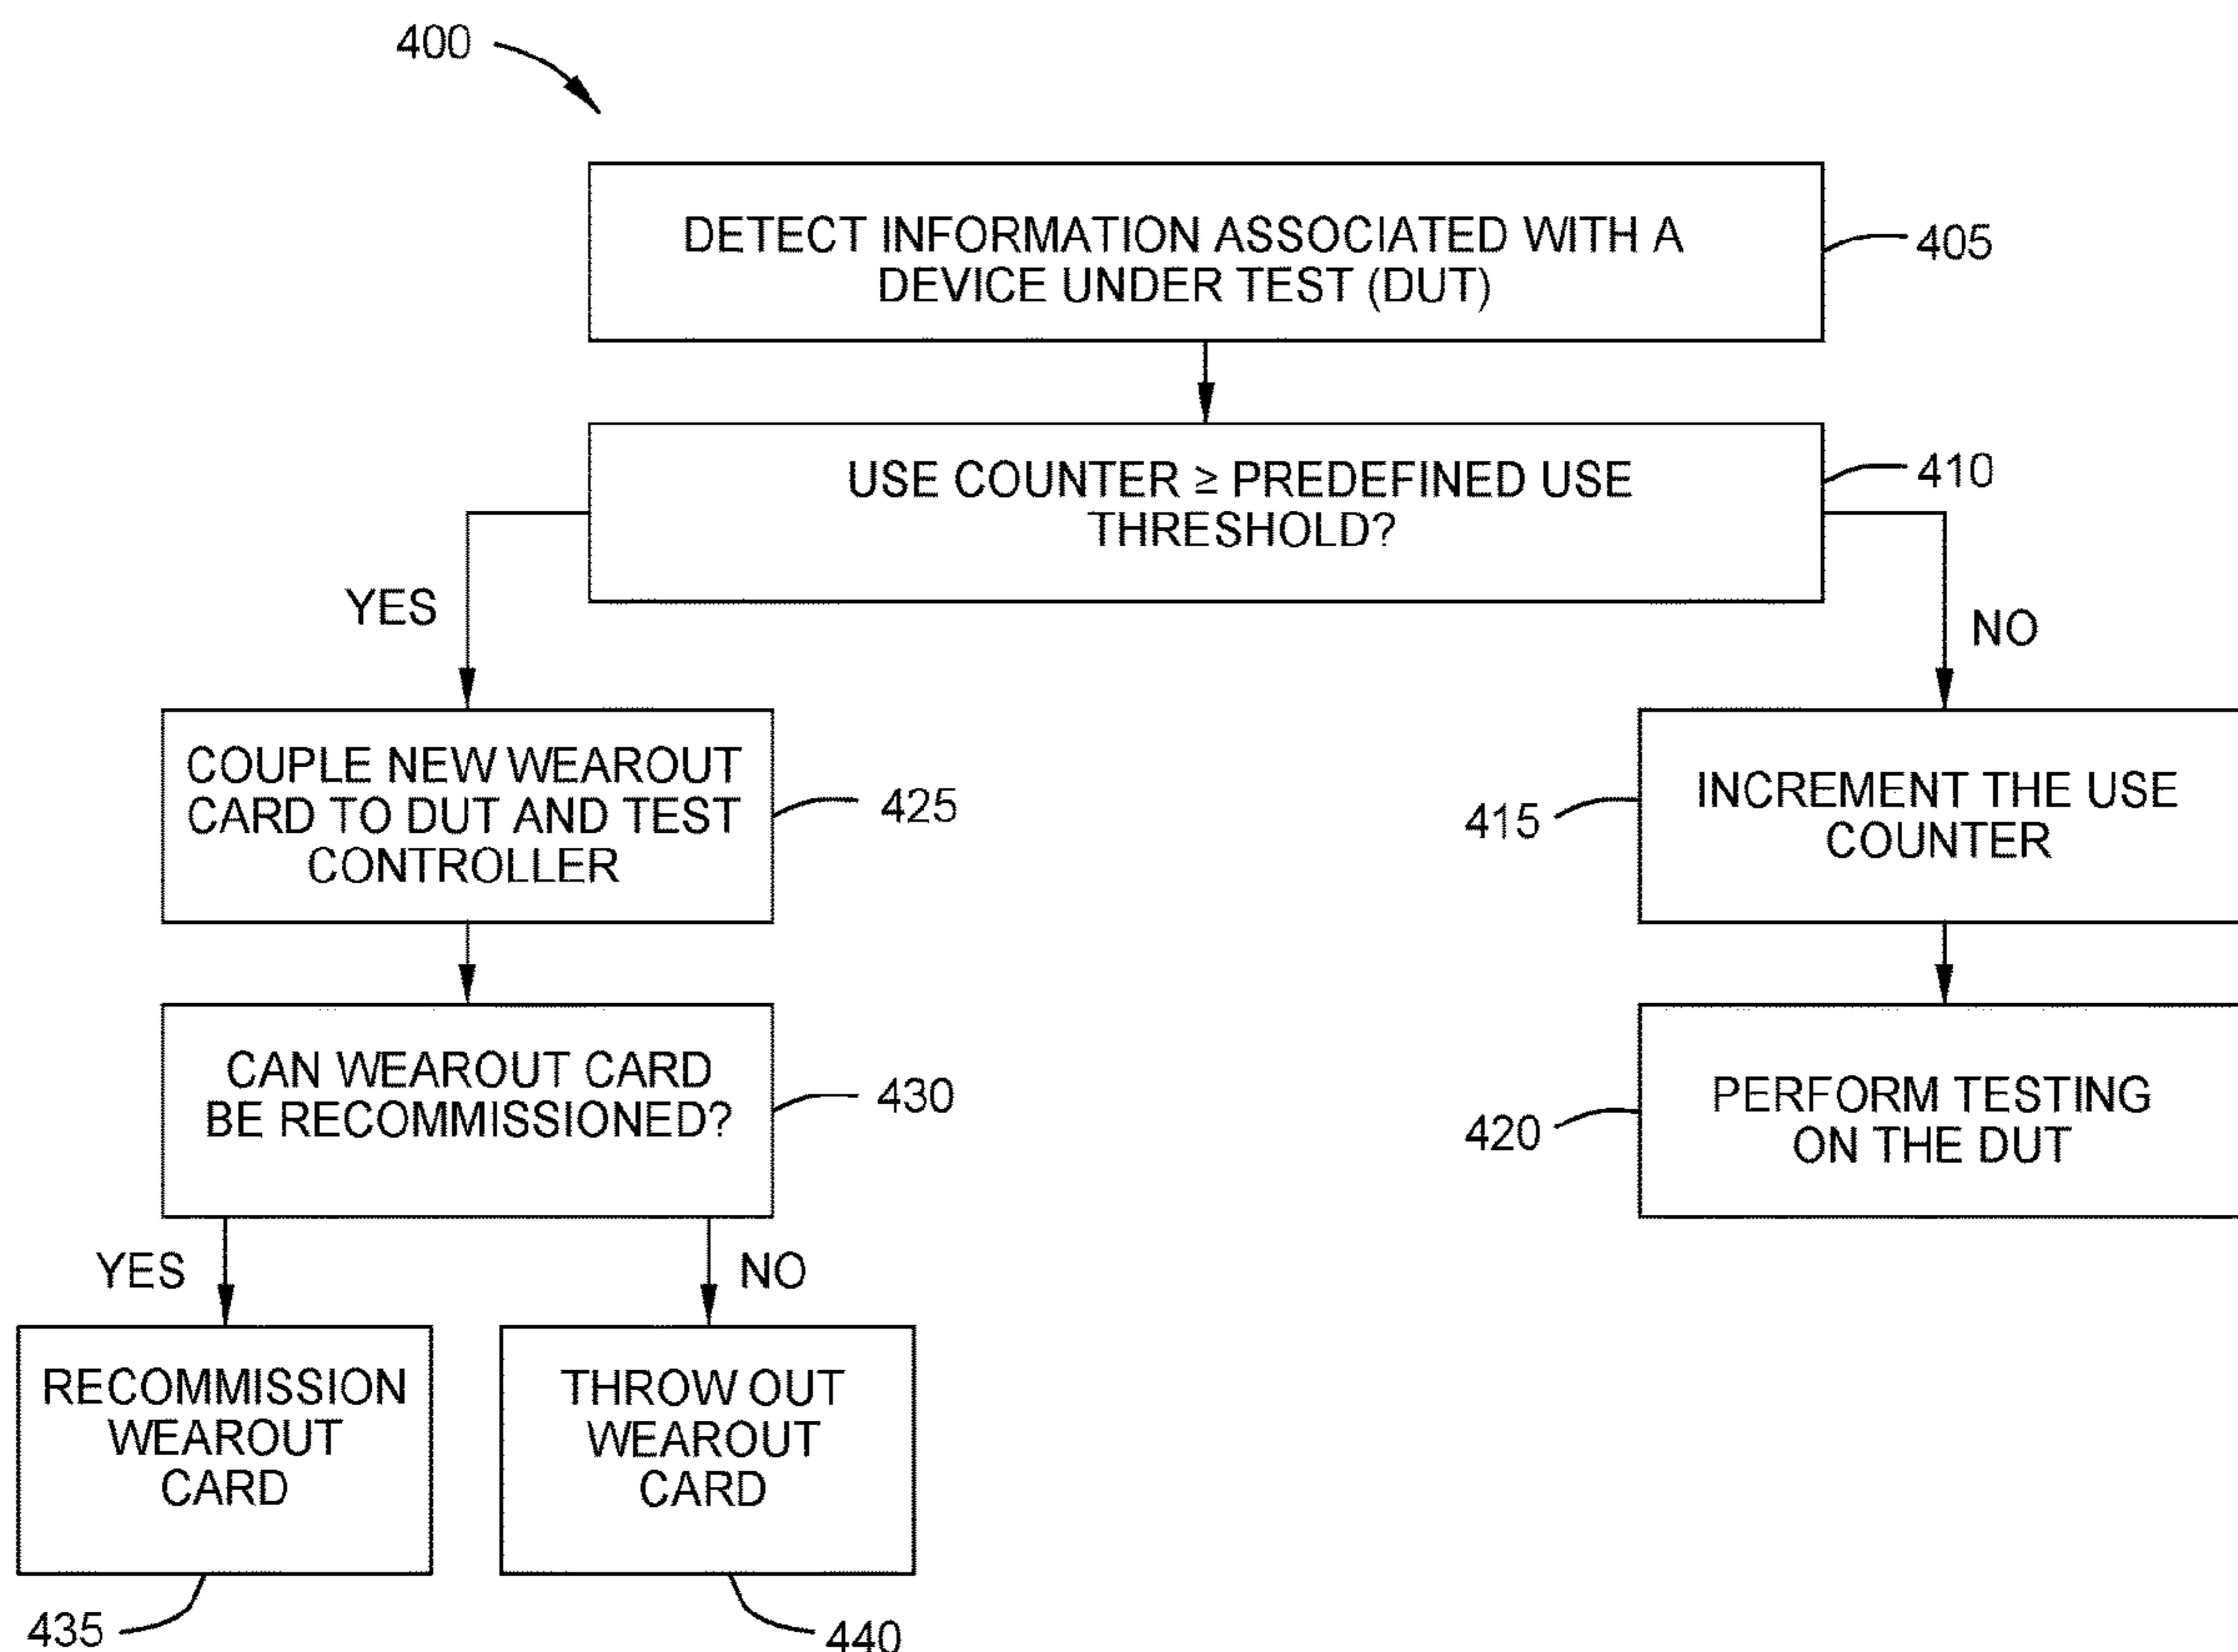 400
DETECT INFORMATION ASSOCIATED WITH A
DEVICE UNDER TEST (DUT)
405
USE COUNTER ≥ PREDEFINED USE
THRESHOLD?
410
YES
NO
COUPLE NEW WEAROUT
CARD TO DUT AND TEST
CONTROLLER
425
415
INCREMENT THE USE
COUNTER
CAN WEAROUT CARD
BE RECOMMISSIONED?
430
420
PERFORM TESTING
ON THE DUT
YES
NO
RECOMMISSION
WEAROUT
CARD
THROW OUT
WEAROUT
CARD
435
440